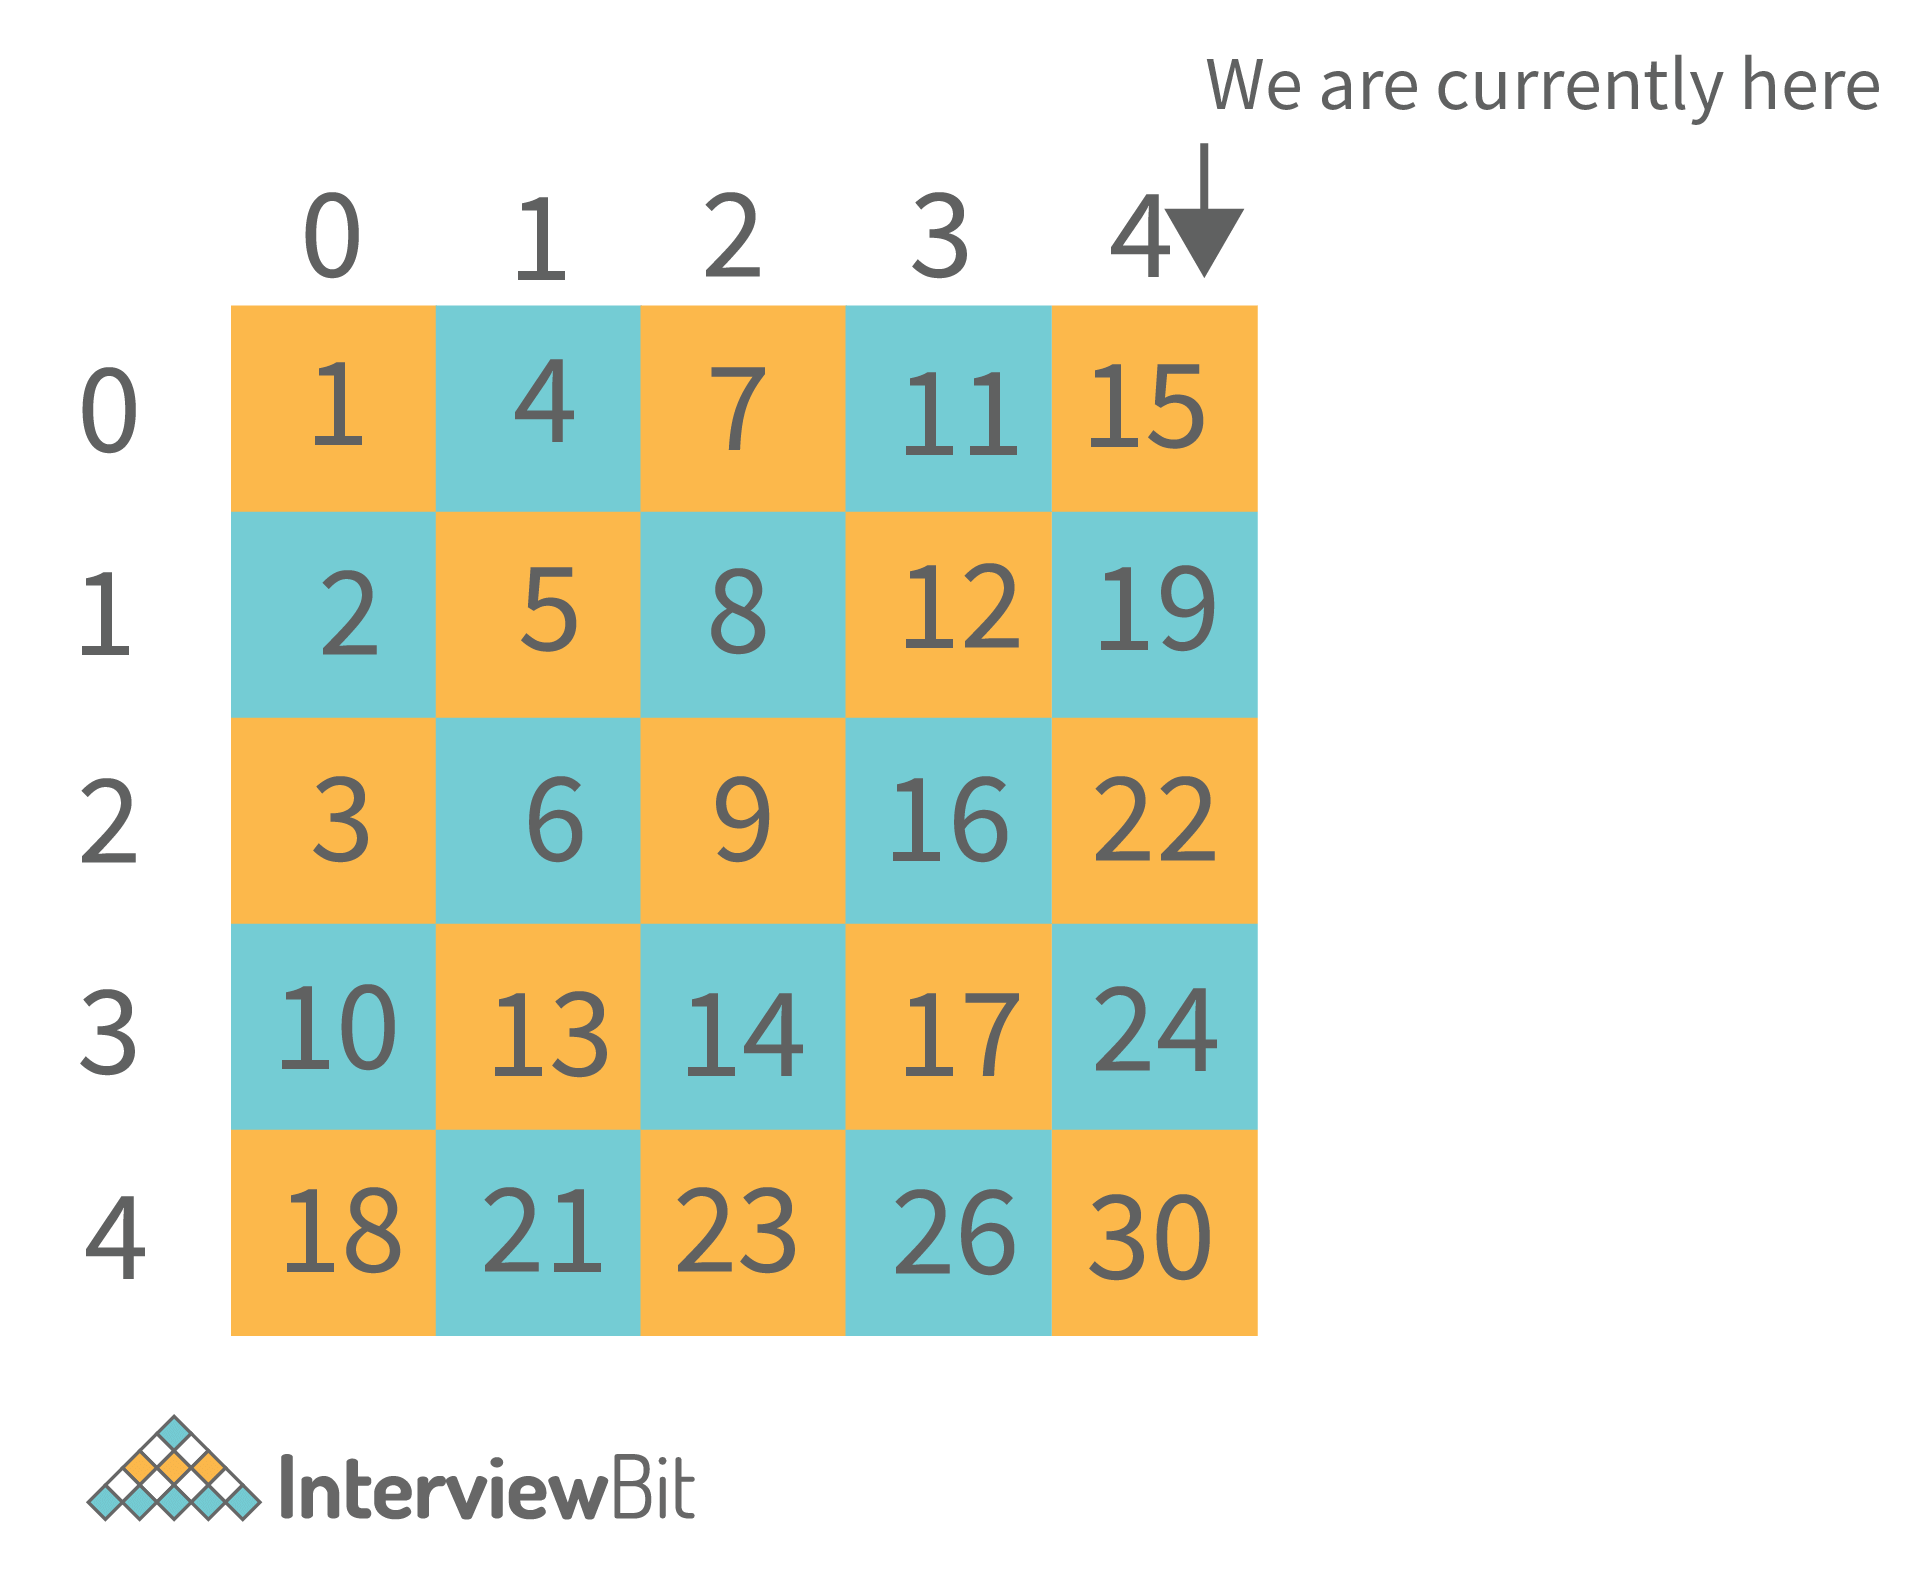 We are currently here
0 1 2 3 4
0 1 4 7 11 15
1 2 5 8 12 19
2 3 6 9 16 22
3 10 13 14 17 24
4 18 21 23 26 30
InterviewBit